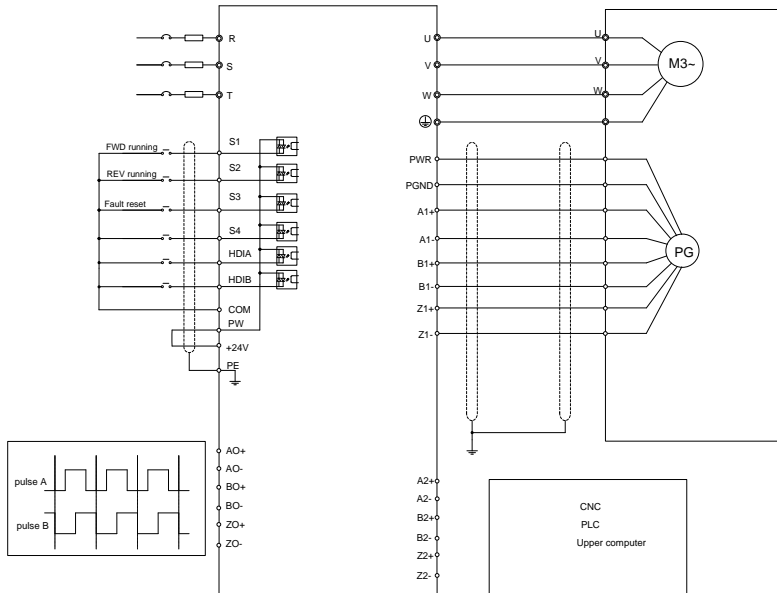 R
S
T
U
V
W
U
V
W
M3~
FWD running
REV running
Fault reset
S1
S2
S3
S4
HDIA
HDIB
COM
PW
+24V
PE
PWR
PGND
A1+
A1-
B1+
B1-
Z1+
Z1-
PG
pulse A
pulse B
AO+
AO-
BO+
BO-
ZO+
ZO-
A2+
A2-
B2+
B2-
Z2+
Z2-
CNC
PLC
Upper computer